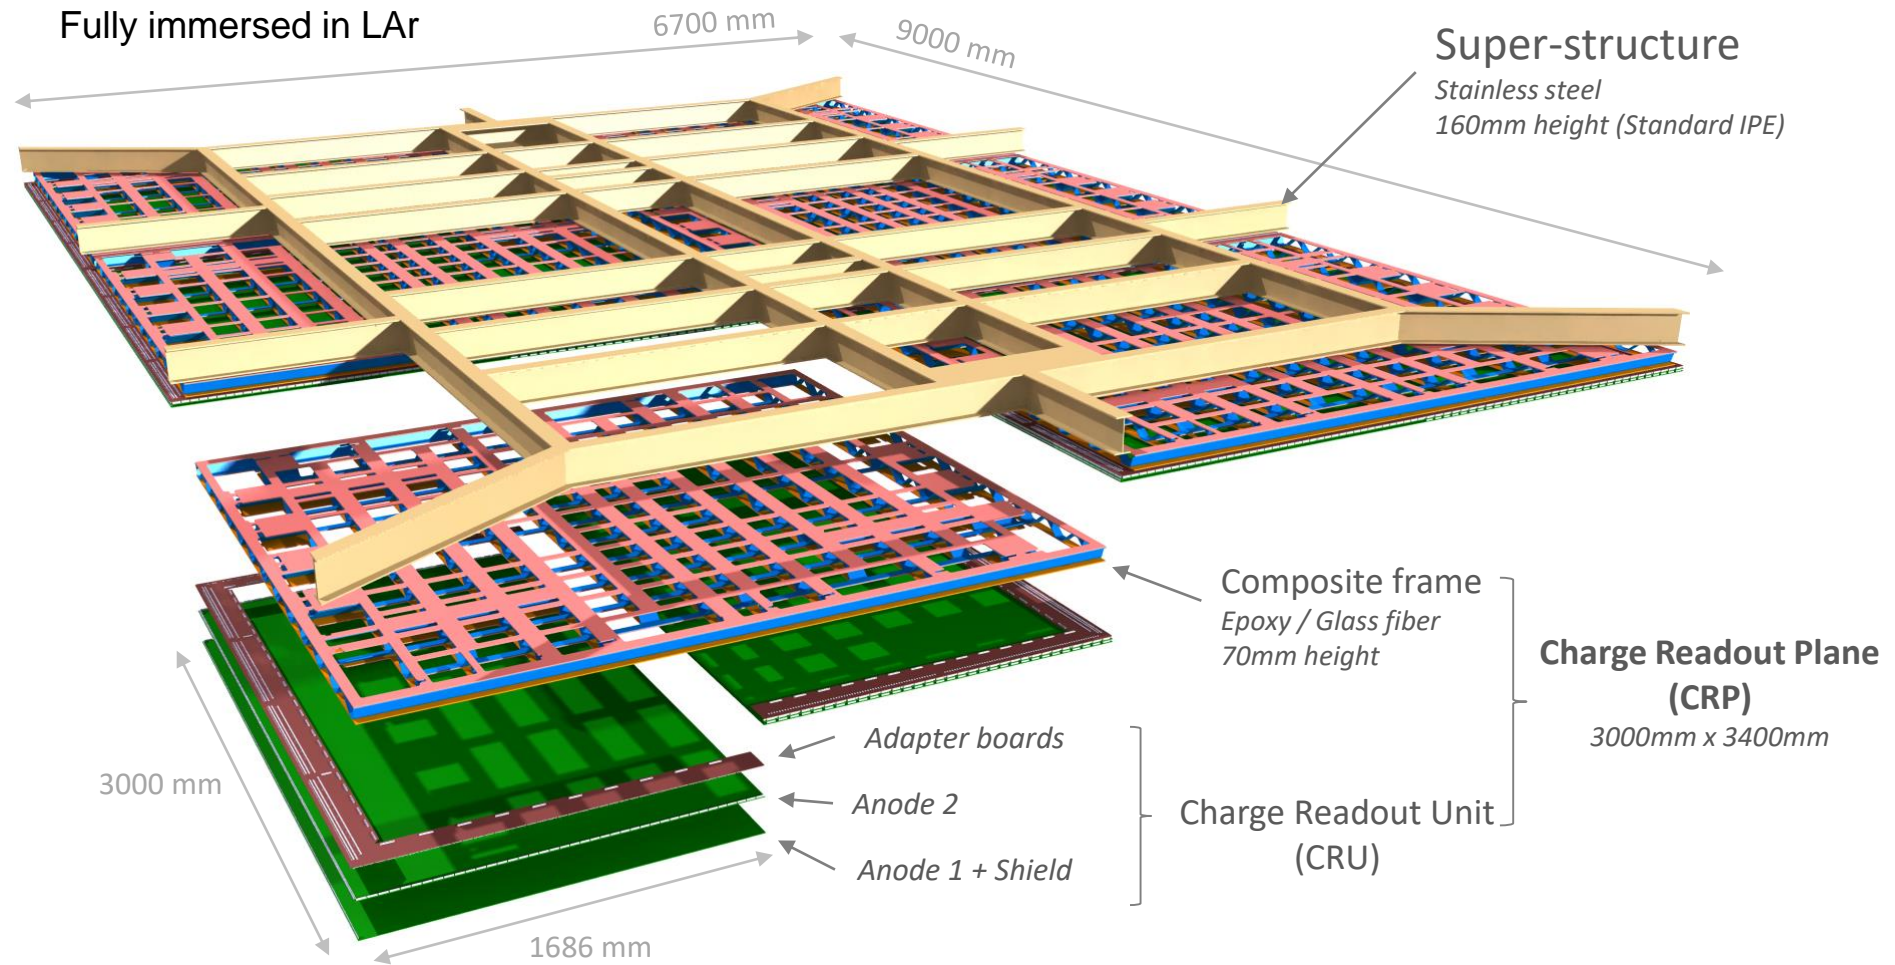 Fully immersed in LAr
6700 mm
9000 mm
Super-structure
Stainless steel
160mm height (Standard IPE)
Composite frame
Epoxy / Glass fiber
70mm height
Charge Readout Plane
(CRP)
3000mm x 3400mm
Adapter boards
Anode 2
Anode 1 + Shield
Charge Readout Unit
(CRU)
3000 mm
1686 mm